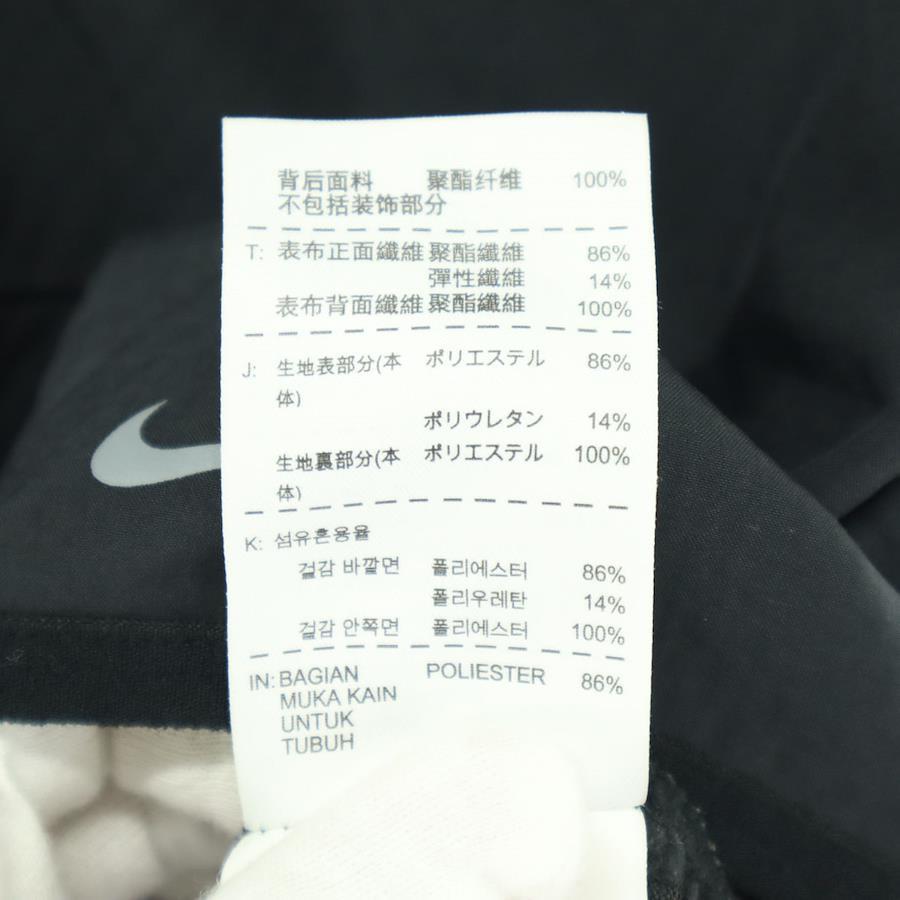 背后面料 聚酯纤维 100%
不包括装饰部分
T: 表布正面纖維 聚酯纖維 86%
彈性纖維 14%
表布背面纖維 聚酯纖維 100%
J: 生地表部分(本 ポリエステル 86%
体)
ポリウレタン 14%
生地裏部分(本 ポリエステル 100%
体)
K: 섬유혼용율
겉감 바깥면 폴리에스터 86%
폴리우레탄 14%
겉감 안쪽면 폴리에스터 100%
IN: BAGIAN POLIESTER 86%
MUKA KAIN
UNTUK
TUBUH